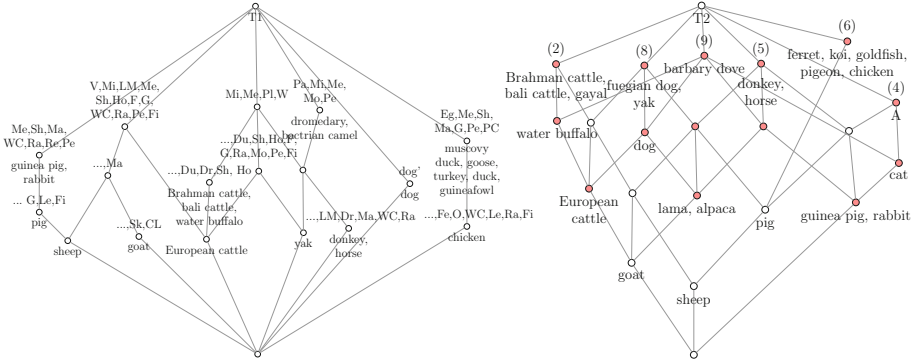 T1
V,Mi,LM,Me,
Sh,Ho,F,G,
WC,Ra,Pe,Fi
Mi,Me,Pl,W
Pa,Mi,Me,
Mo,Pe
dromedary,
bactrian camel
Me,Sh,Ma,
WC,Ra,Re,Pe
guinea pig,
rabbit
Eg,Me,Sh,
Ma,G,Pe,PC
muscovy
duck, goose,
turkey, duck,
guineafowl
...,Ma
...,Du,Sh,Ho,F,
G,Ra,Mo,Pe,Fi
...,Du,Dr,Sh, Ho
Brahman cattle,
bali cattle,
water buffalo
dog'
dog
... G,Le,Fi
pig
sheep
...,Sk,CL
goat
European cattle
yak
...,LM,Dr,Ma,WC,Ra
donkey,
horse
...,Fe,O,WC,Le,Ra,Fi
chicken
T2
(2)
Brahman cattle,
bali cattle, gayal
(8)
fuegian dog,
yak
(9)
barbary dove
(5)
donkey,
horse
(6)
ferret, koi, goldfish,
pigeon, chicken
(4)
A
water buffalo
dog
cat
European
cattle
lama, alpaca
pig
guinea pig, rabbit
goat
sheep